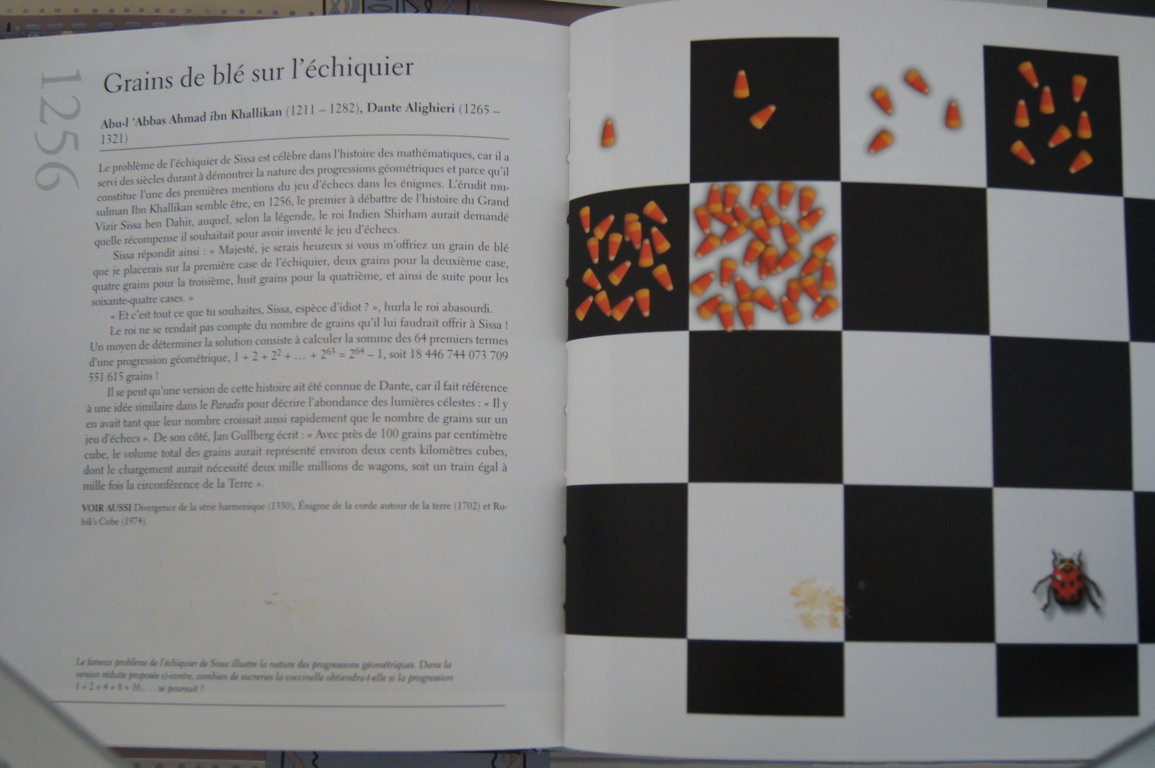 1256
Grains de blé sur l'échiquier
Abu-l 'Abbas Ahmad ibn Khallikan (1211 – 1282), Dante Alighieri (1265 –
1321)
Le problème de l'échiquier de Sissa est célèbre dans l'histoire des mathématiques, car il a
servi des siècles durant à démontrer la nature des progressions géométriques et parce qu'il
constitue l'une des premières mentions du jeu d'échecs dans les énigmes. L'érudit mu-
sulman Ibn Khallikan semble être, en 1256, le premier à débattre de l'histoire du Grand
Vizir Sissa ben Dahir, auquel, selon la légende, le roi Indien Shirham aurait demandé
quelle récompense il souhaitait pour avoir inventé le jeu d'échecs.
Sissa répondit ainsi : « Majesté, je serais heureux si vous m'offriez un grain de blé
que je placerais sur la première case de l'échiquier, deux grains pour la deuxième case,
quatre grains pour la troisième, huit grains pour la quatrième, et ainsi de suite pour les
soixante-quatre cases. »
« Et c'est tout ce que tu souhaites, Sissa, espèce d'idiot ? », hurla le roi abasourdi.
Le roi ne se rendait pas compte du nombre de grains qu'il lui faudrait offrir à Sissa !
Un moyen de déterminer la solution consiste à calculer la somme des 64 premiers termes
d'une progression géométrique, 1 + 2 + 2² + … + 2⁶³ = 2⁶⁴ – 1, soit 18 446 744 073 709
551 615 grains !
Il se peut qu'une version de cette histoire ait été connue de Dante, car il fait référence
à une idée similaire dans le Paradis pour décrire l'abondance des lumières célestes : « Il y
en avait tant que leur nombre croissait aussi rapidement que le nombre de grains sur un
jeu d'échecs ». De son côté, Jan Gullberg écrit : « Avec près de 100 grains par centimètre
cube, le volume total des grains aurait représenté environ deux cents kilomètres cubes,
dont le chargement aurait nécessité deux mille millions de wagons, soit un train égal à
mille fois la circonférence de la Terre ».
VOIR AUSSI Divergence de la série harmonique (1350), Énigme de la corde autour de la terre (1702) et Ru-
bik's Cube (1974).
Le fameux problème de l'échiquier de Sissa illustre la nature des progressions géométriques. Dans la
version réduite proposée ci-contre, combien de sucreries la coccinelle obtiendra-t-elle si la progression
1 + 2 + 4 + 8 + 16… . se poursuit ?